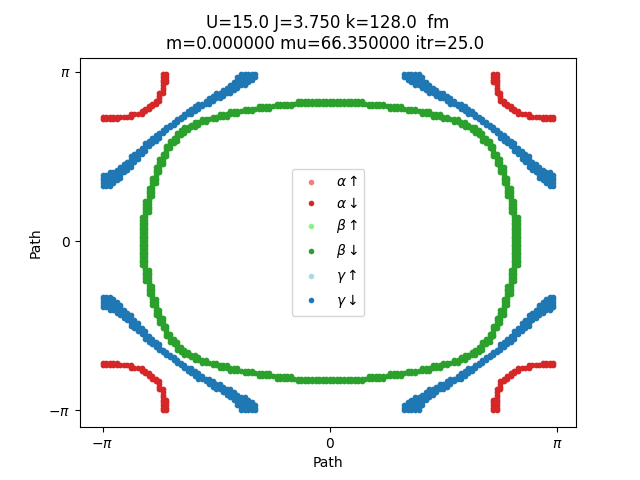 U=15.0 J=3.750 k=128.0  fm
m=0.000000 mu=66.350000 itr=25.0
π
Path
0
−π
α↑
α↓
β↑
β↓
γ↑
γ↓
−π
0
π
Path